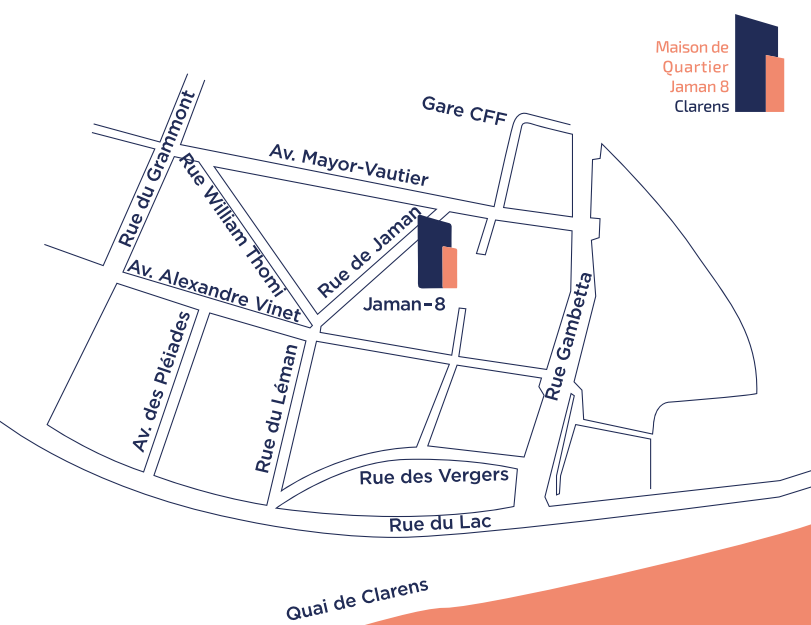 Maison de
Quartier
Jaman 8
Clarens
Gare CFF
Rue du Grammont
Av. Mayor-Vautier
Rue William Thomi
Rue de Jaman
Av. Alexandre Vinet
Jaman-8
Rue Gambetta
Av. des Pléiades
Rue du Léman
Rue des Vergers
Rue du Lac
Quai de Clarens